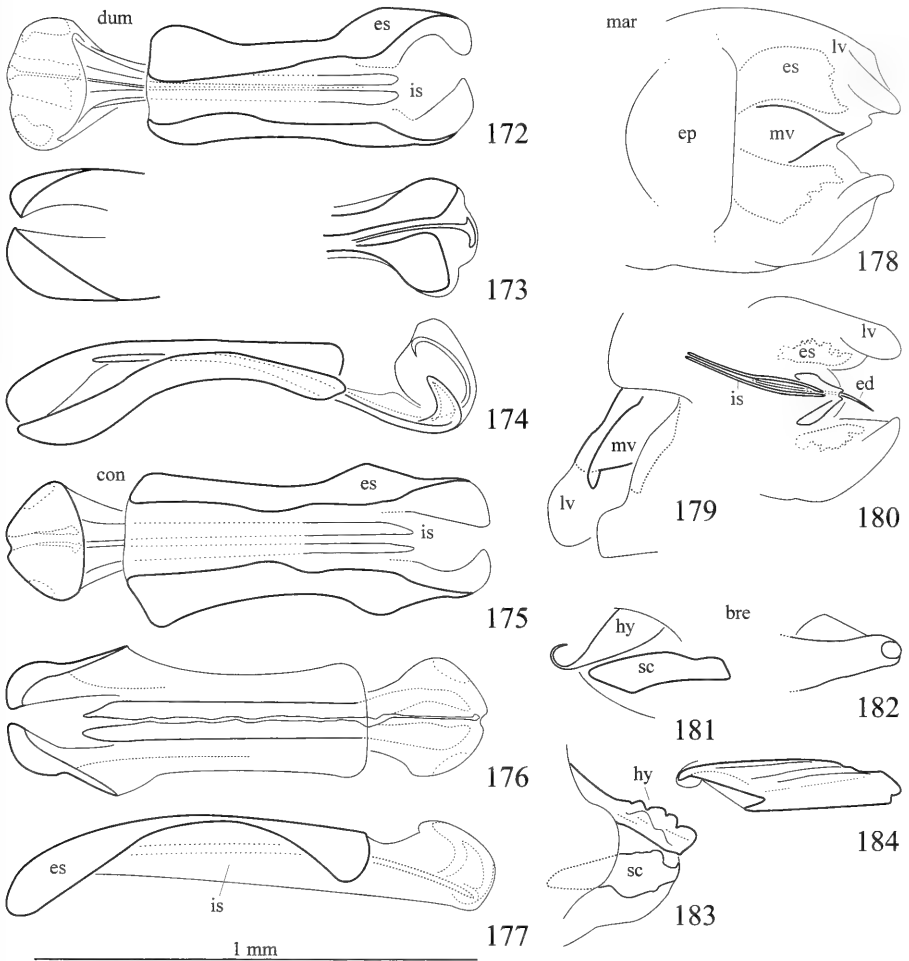 dum
es
is
172
173
174
con
es
is
175
176
es
is
177
1 mm
mar
lv
es
ep
mv
178
lv
es
ed
is
mv
lv
179
180
bre
hy
sc
181
182
hy
184
sc
183